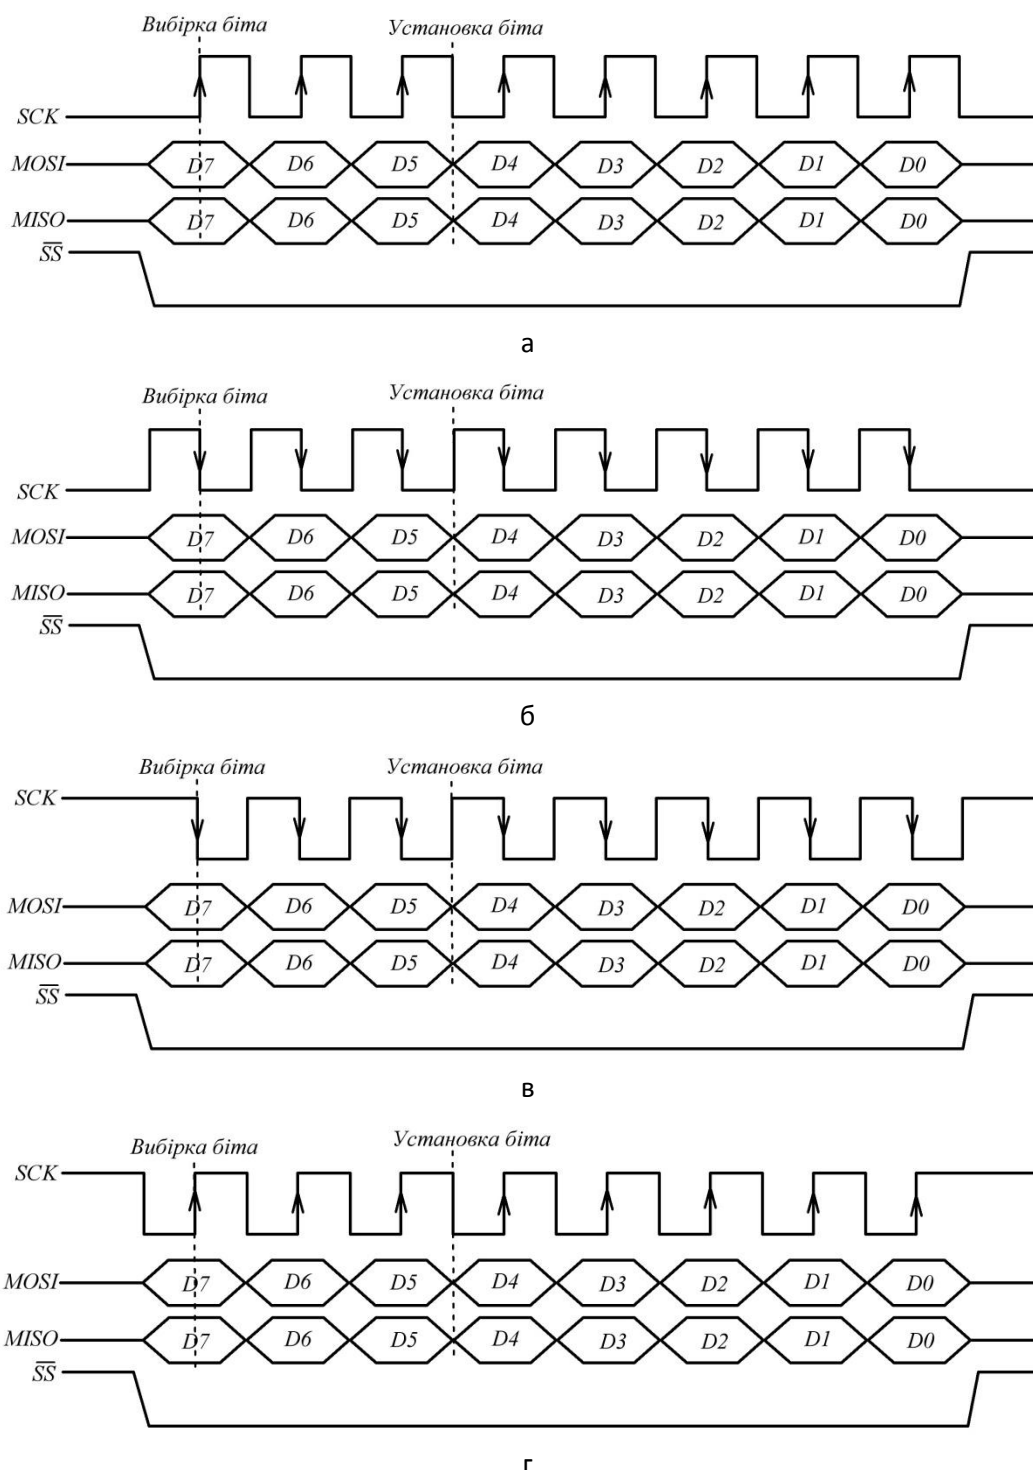 Вибірка біта Установка біта
SCK
MOSI D7 D6 D5 D4 D3 D2 D1 D0
MISO D7 D6 D5 D4 D3 D2 D1 D0
SS
а
Вибірка біта Установка біта
SCK
MOSI D7 D6 D5 D4 D3 D2 D1 D0
MISO D7 D6 D5 D4 D3 D2 D1 D0
SS
б
Вибірка біта Установка біта
SCK
MOSI D7 D6 D5 D4 D3 D2 D1 D0
MISO D7 D6 D5 D4 D3 D2 D1 D0
SS
в
Вибірка біта Установка біта
SCK
MOSI D7 D6 D5 D4 D3 D2 D1 D0
MISO D7 D6 D5 D4 D3 D2 D1 D0
SS
г